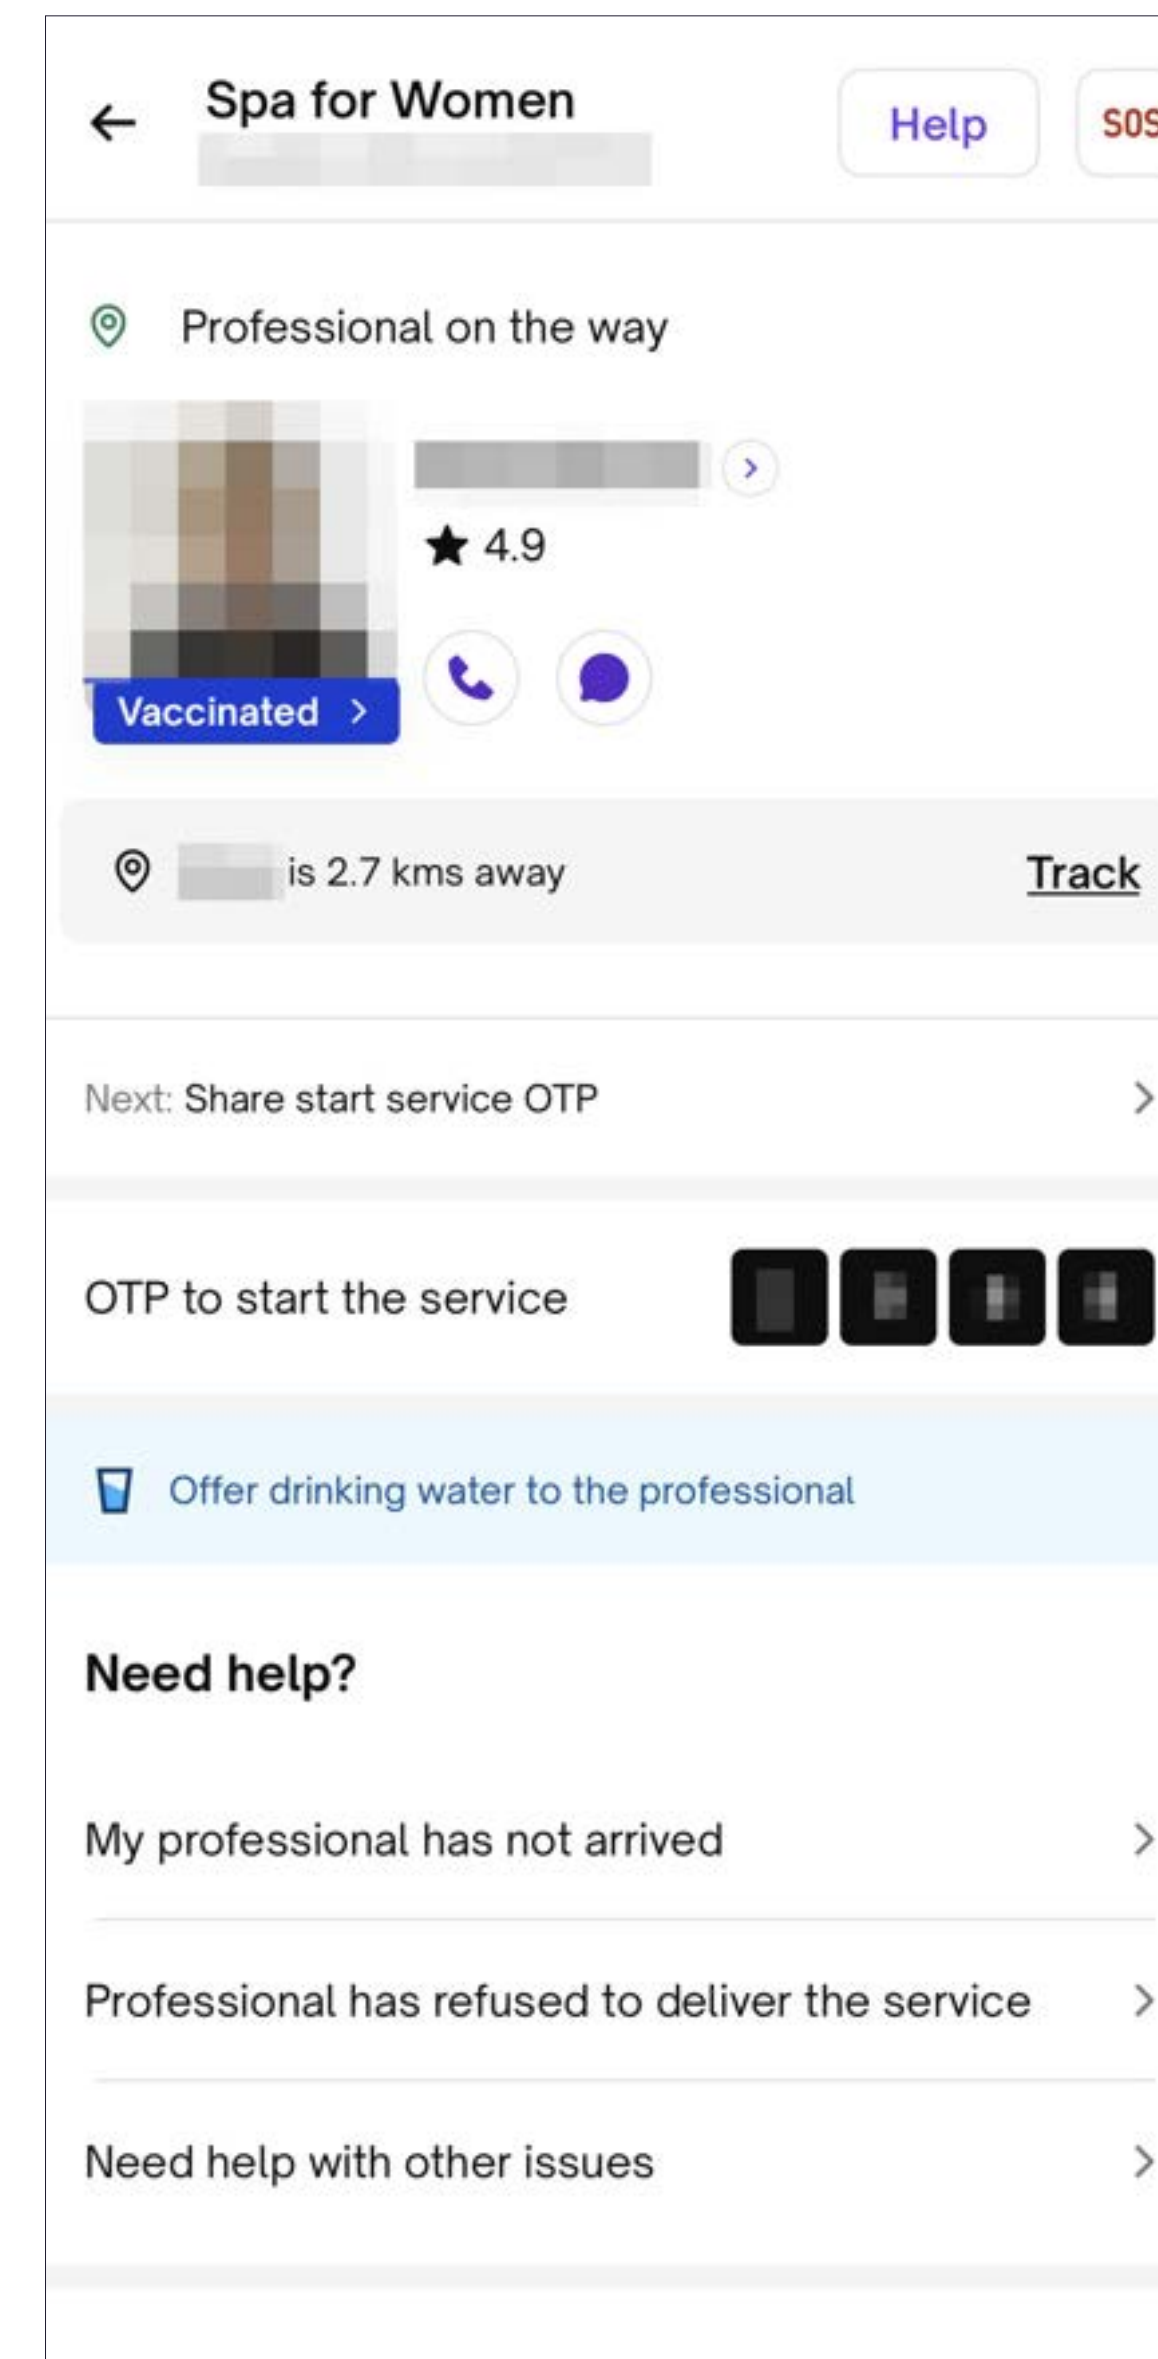 Spa for Women
Help
SOS
Professional on the way
4.9
Vaccinated
is 2.7 kms away
Track
Next: Share start service OTP
OTP to start the service
Offer drinking water to the professional
Need help?
My professional has not arrived
Professional has refused to deliver the service
Need help with other issues